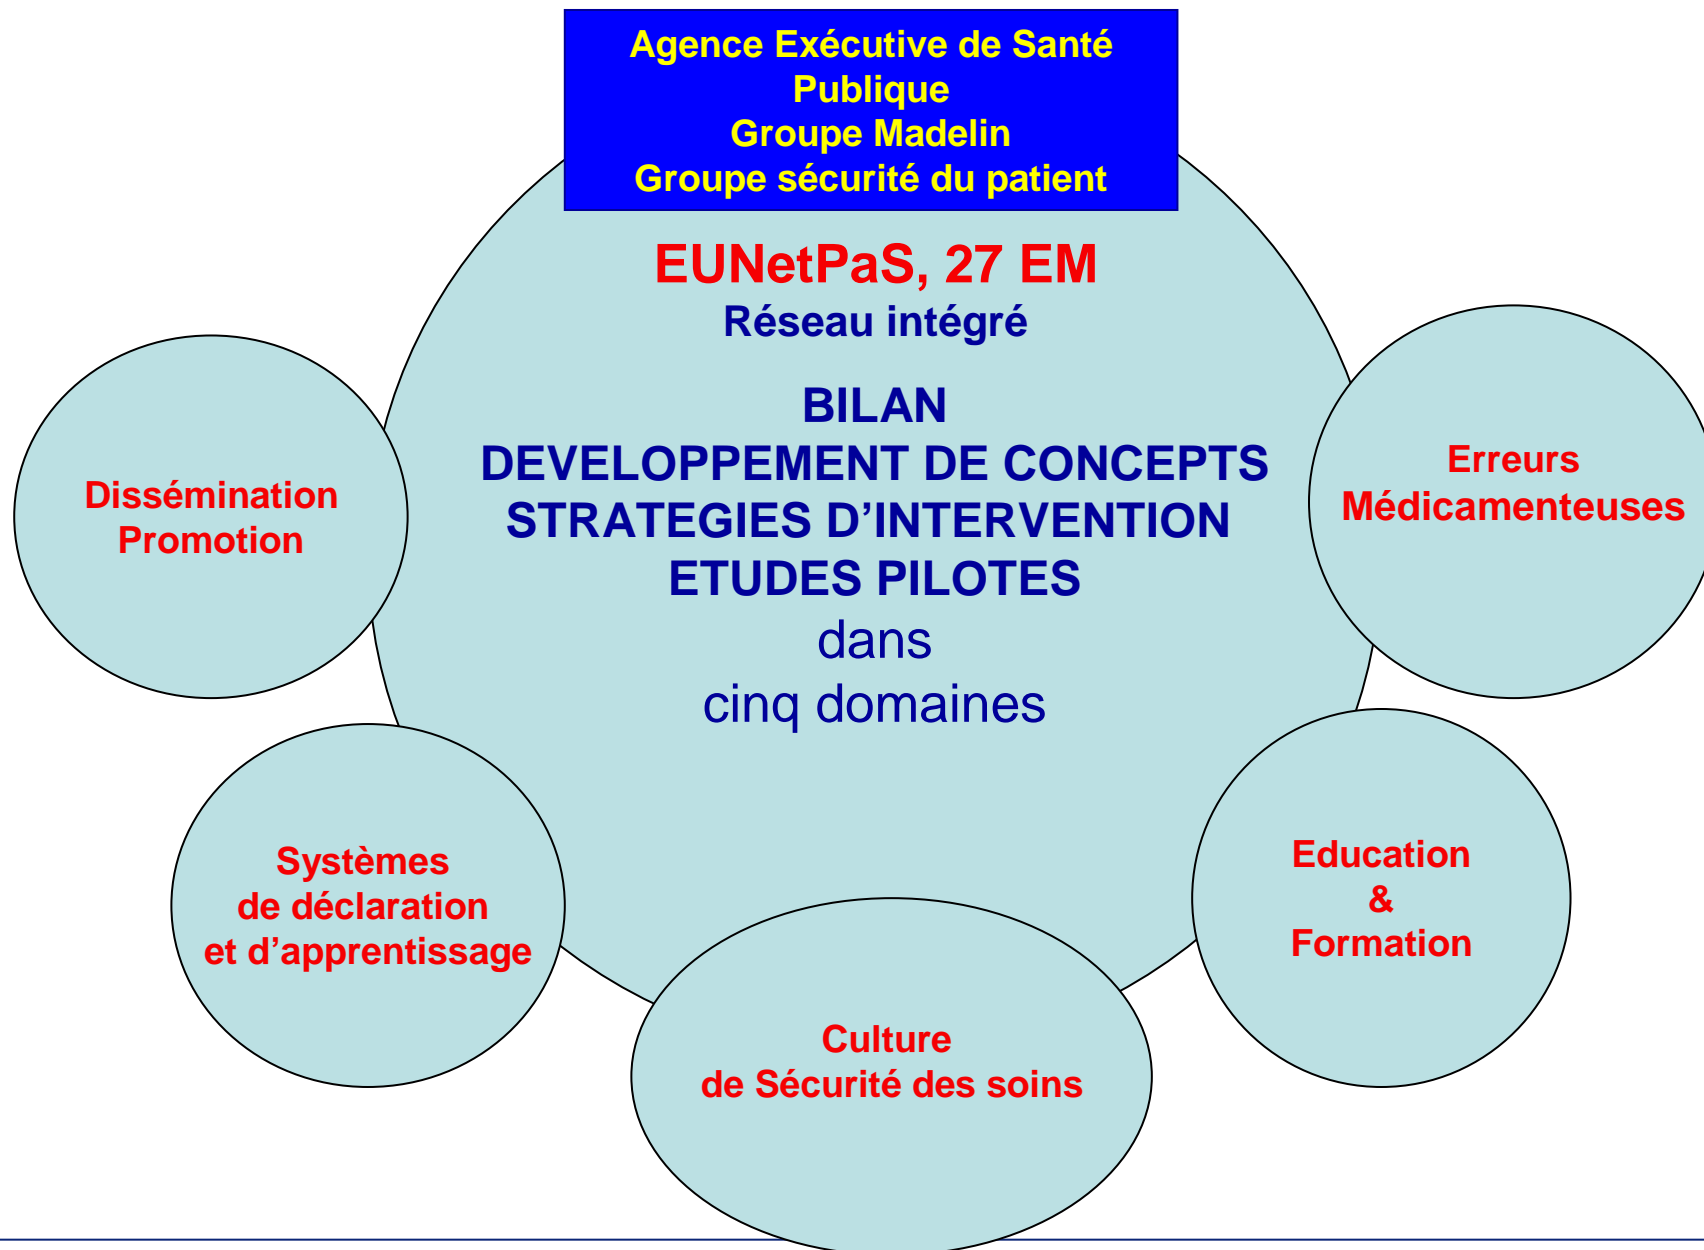 Agence Exécutive de Santé
Publique
Groupe Madelin
Groupe sécurité du patient
EUNetPaS, 27 EM
Réseau intégré
BILAN
DEVELOPPEMENT DE CONCEPTS
STRATEGIES D’INTERVENTION
ETUDES PILOTES
dans
cinq domaines
Dissémination
Promotion
Systèmes
de déclaration
et d’apprentissage
Culture
de Sécurité des soins
Education
&
Formation
Erreurs
Médicamenteuses